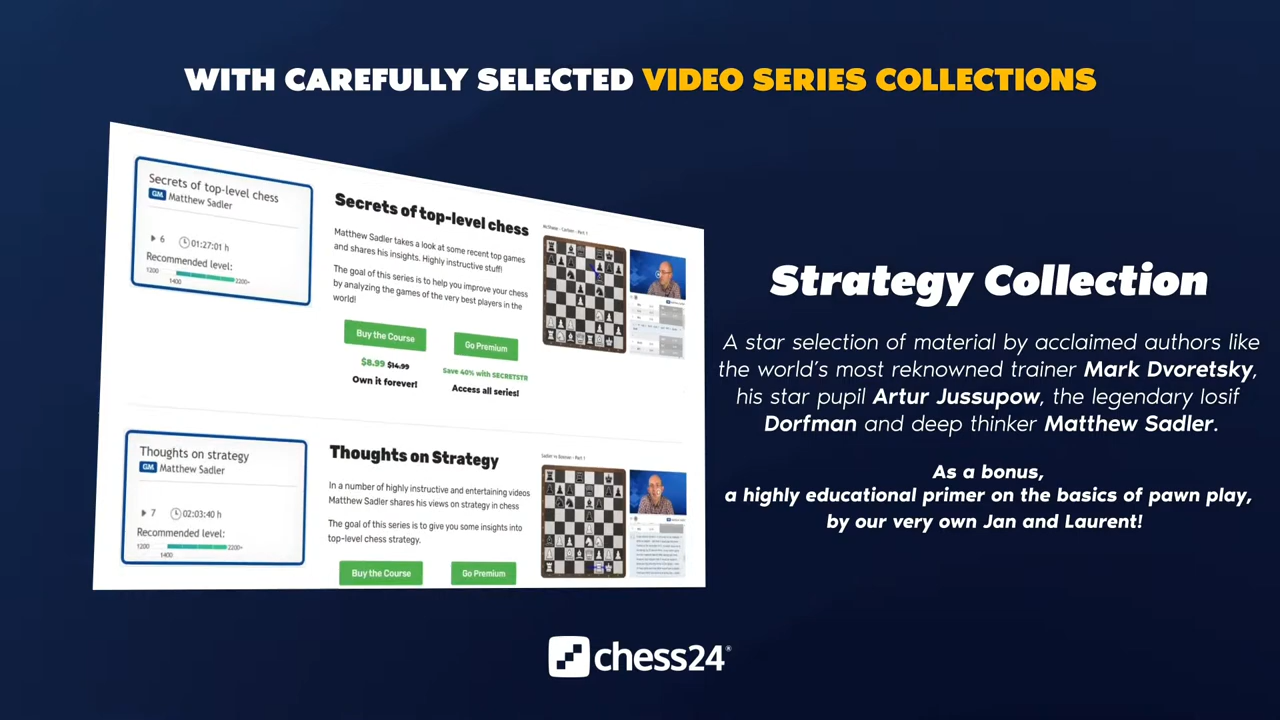 WITH CAREFULLY SELECTED VIDEO SERIES COLLECTIONS
Secrets of top-level chess
GM Matthew Sadler
6 01:27:01 h
Recommended level:
1200 2200+
1400
Secrets of top-level chess
Matthew Sadler takes a look at some recent top games
and shares his insights. Highly instructive stuff!
The goal of this series is to help you improve your chess
by analyzing the games of the very best players in the
world!
Buy the Course
Go Premium
$8.99 $14.99
Own it forever!
Save 40% with SECRETSTR
Access all series!
Thoughts on strategy
GM Matthew Sadler
7 02:03:40 h
Recommended level:
1200 2200+
1400
Thoughts on Strategy
In a number of highly instructive and entertaining videos
Matthew Sadler shares his views on strategy in chess
The goal of this series is to give you some insights into
top-level chess strategy.
Buy the Course
Go Premium
Strategy Collection
A star selection of material by acclaimed authors like
the world's most reknowned trainer Mark Dvoretsky,
his star pupil Artur Jussupow, the legendary Iosif
Dorfman and deep thinker Matthew Sadler.
As a bonus,
a highly educational primer on the basics of pawn play,
by our very own Jan and Laurent!
chess24®